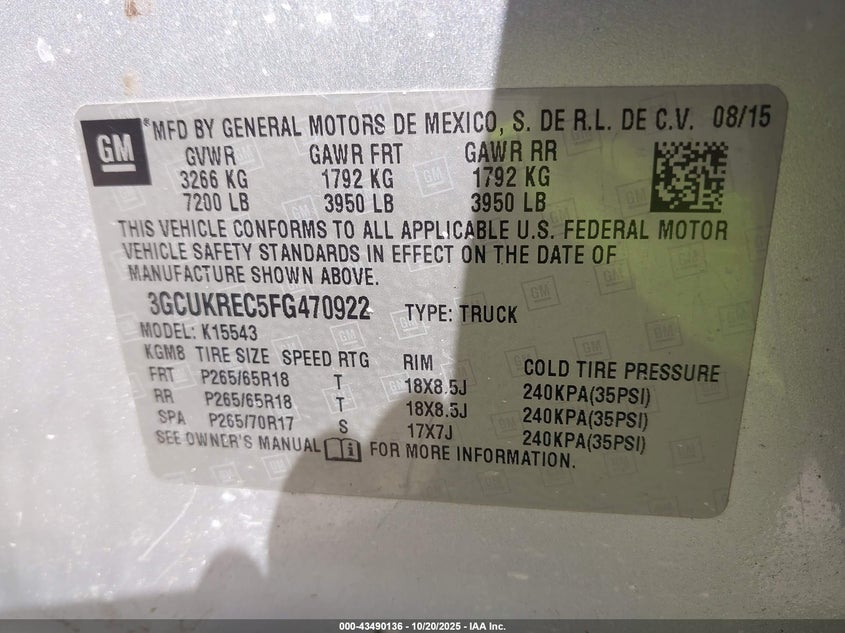 GM
®MFD BY GENERAL MOTORS DE MEXICO, S. DE R.L. DE C.V. 08/15
GVWR GAWR FRT GAWR RR
3266 KG 1792 KG 1792 KG
7200 LB 3950 LB 3950 LB
THIS VEHICLE CONFORMS TO ALL APPLICABLE U.S. FEDERAL MOTOR
VEHICLE SAFETY STANDARDS IN EFFECT ON THE DATE OF
MANUFACTURE SHOWN ABOVE.
3GCUKREC5FG470922 TYPE: TRUCK
MODEL: K15543
KGM8 TIRE SIZE SPEED RTG RIM COLD TIRE PRESSURE
FRT P265/65R18 T 18X8.5J 240KPA(35PSI)
RR P265/65R18 T 18X8.5J 240KPA(35PSI)
SPA P265/70R17 S 17X7J 240KPA(35PSI)
SEE OWNER'S MANUAL FOR MORE INFORMATION.
000-43490136 - 10/20/2025 - IAA Inc.